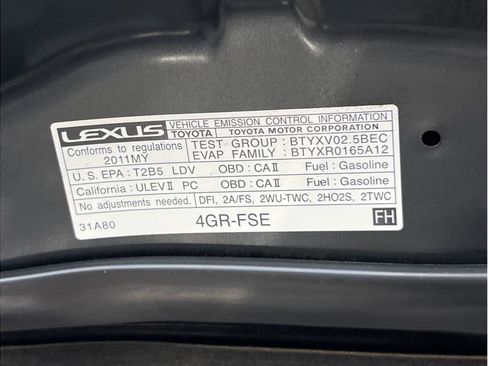 LEXUS VEHICLE EMISSION CONTROL INFORMATION
TOYOTA TOYOTA MOTOR CORPORATION
Conforms to regulations
2011MY
TEST GROUP : BTYXV02.5BEC
EVAP FAMILY : BTYXR0165A12
U.S. EPA : T2B5 LDV OBD : CAII Fuel : Gasoline
California : ULEVII PC OBD : CAII Fuel : Gasoline
No adjustments needed. DFI, 2A/FS, 2WU-TWC, 2HO2S, 2TWC
31A80 4GR-FSE FH